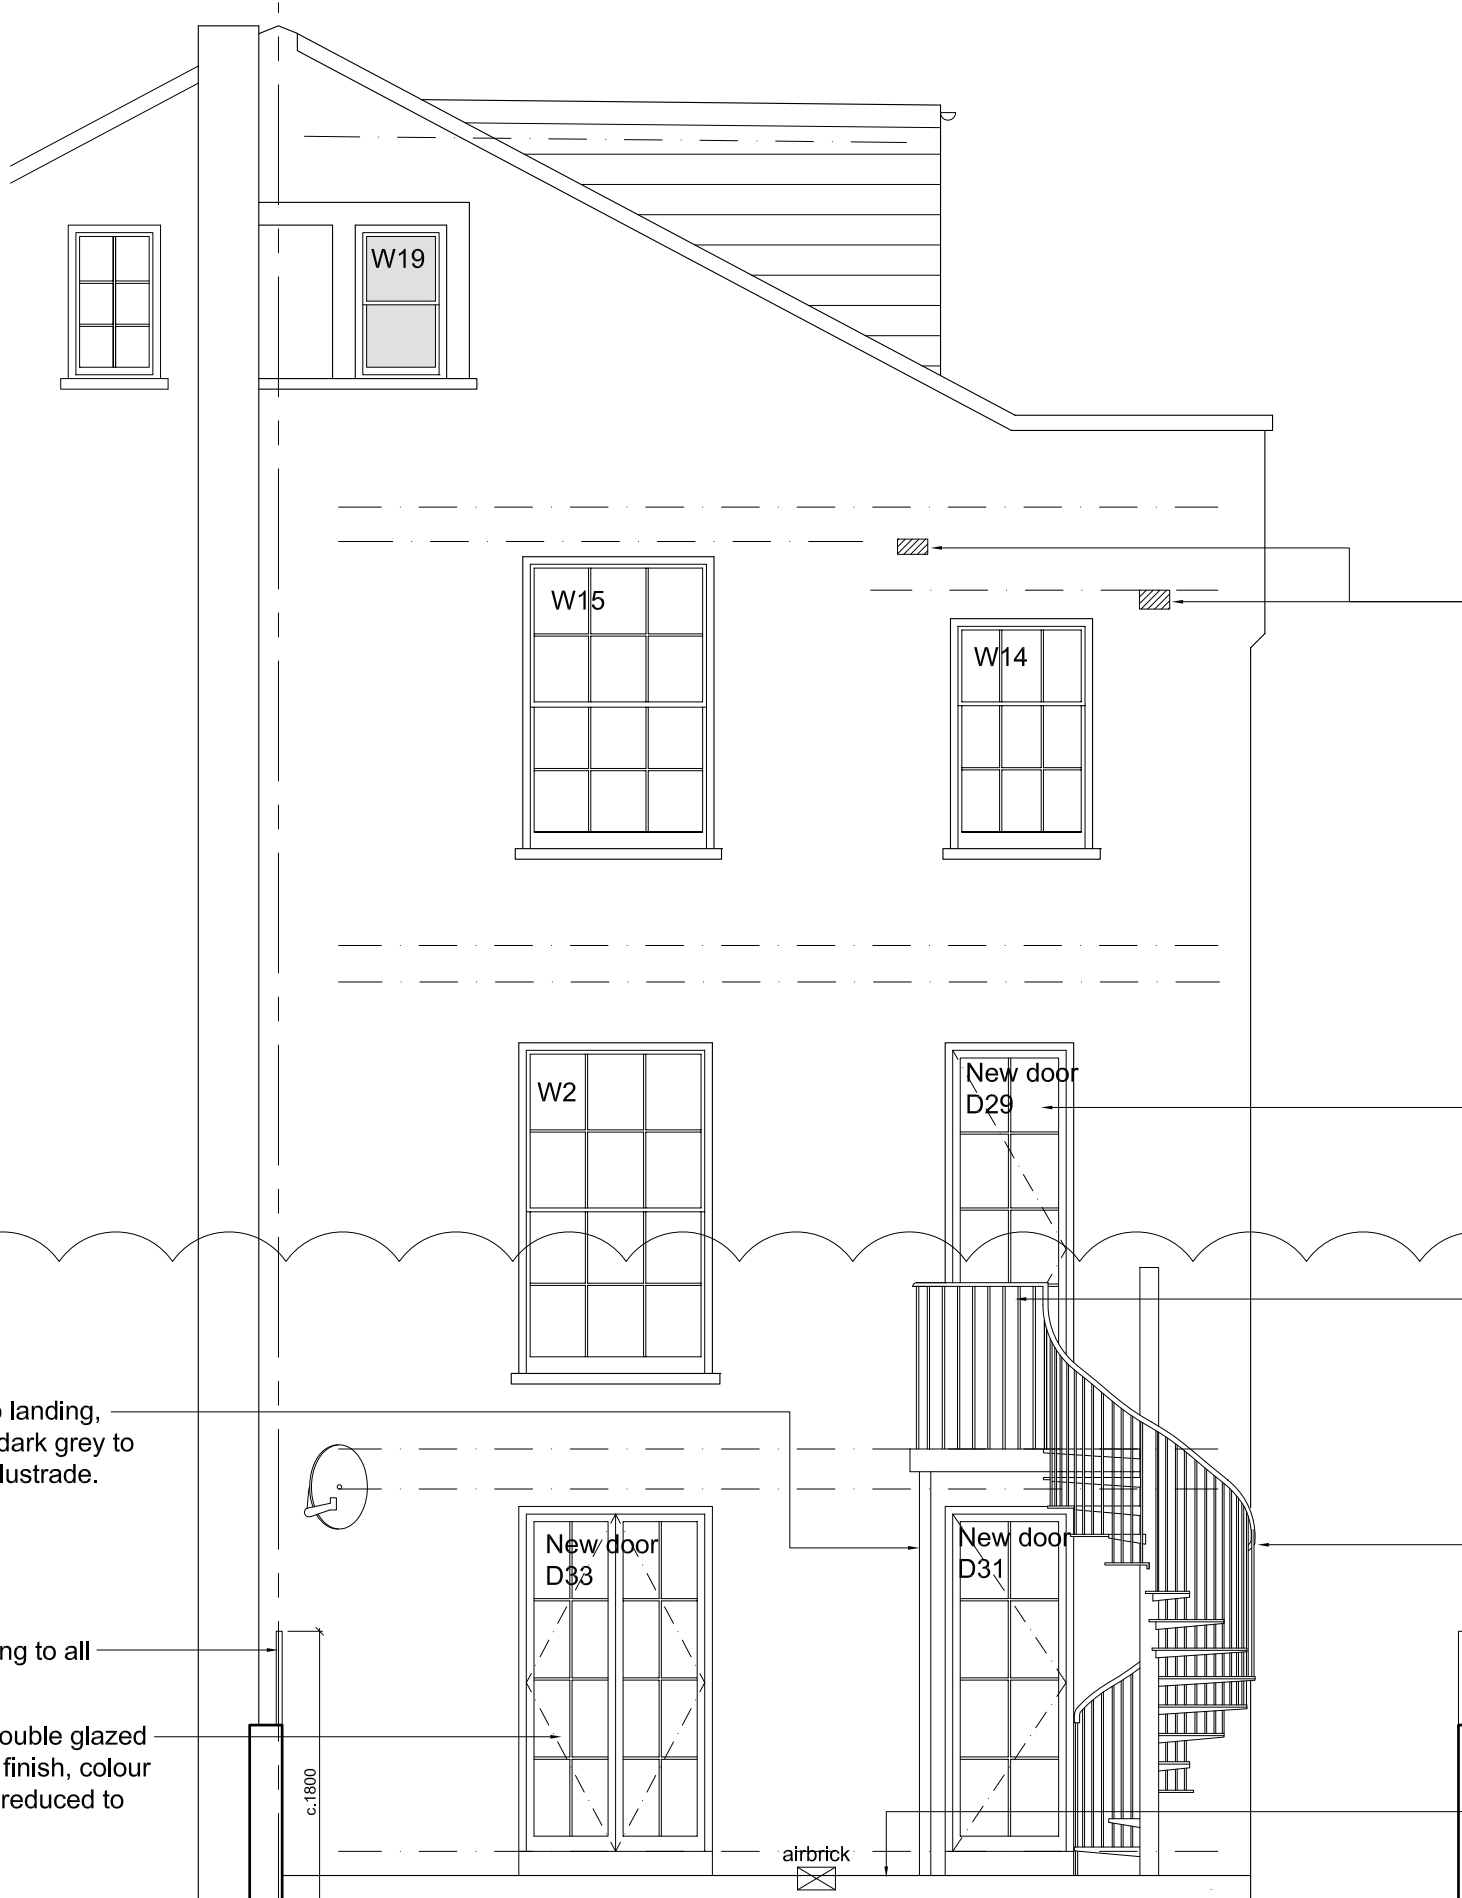 W19
W15
W14
W2
New door
D29
landing,
dark grey to
lustrade.
New door
D33
New door
D31
ng to all
ouble glazed
finish, colour
reduced to
c.1800
airbrick